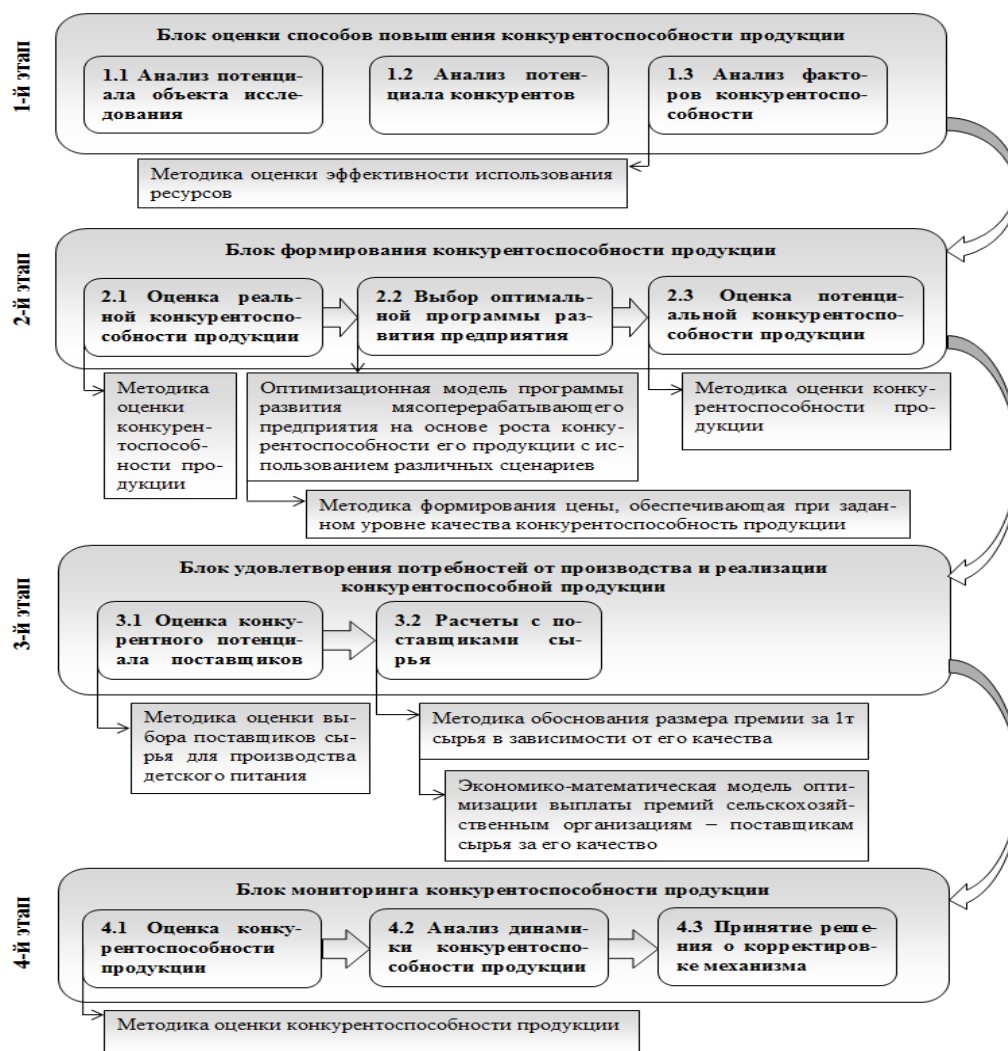 1-й этап
Блок оценки способов повышения конкурентоспособности продукции
1.1 Анализ потенци-
ала объекта иссле-
дования
1.2 Анализ потен-
циала конкурентов
1.3 Анализ факто-
ров конкурентоспо-
собности
Методика оценки эффективности использования
ресурсов
2-й этап
Блок формирования конкурентоспособности продукции
2.1 Оценка реаль-
ной конкурентоспо-
собности продукции
2.2 Выбор оптималь-
ной программы раз-
вития предприятия
2.3 Оценка потенци-
альной конкурентоспо-
собности продукции
Методика
оценки
конкурен-
тоспособ-
ности про-
дукции
Оптимизационная модель программы
развития мясоперерабатывающего
предприятия на основе роста конку-
рентоспособности его продукции с ис-
пользованием различных сценариев
Методика оценки конку-
рентоспособности про-
дукции
Методика формирования цены, обеспечивающая при задан-
ном уровне качества конкурентоспособность продукции
3-й этап
Блок удовлетворения потребностей от производства и реализации
конкурентоспособной продукции
3.1 Оценка конку-
рентного потенци-
ала поставщиков
3.2 Расчеты с по-
ставщиками сы-
рья
Методика оценки вы-
бора поставщиков сы-
рья для производства
детского питания
Методика обоснования размера премии за 1т
сырья в зависимости от его качества
Экономико-математическая модель опти-
мизации выплаты премий сельскохозяй-
ственным организациям – поставщикам
сырья за его качество
4-й этап
Блок мониторинга конкурентоспособности продукции
4.1 Оценка конку-
рентоспособности
продукции
4.2 Анализ динами-
ки конкурентоспо-
собности продукции
4.3 Принятие реше-
ния о корректиров-
ке механизма
Методика оценки конкурентоспособности продукции